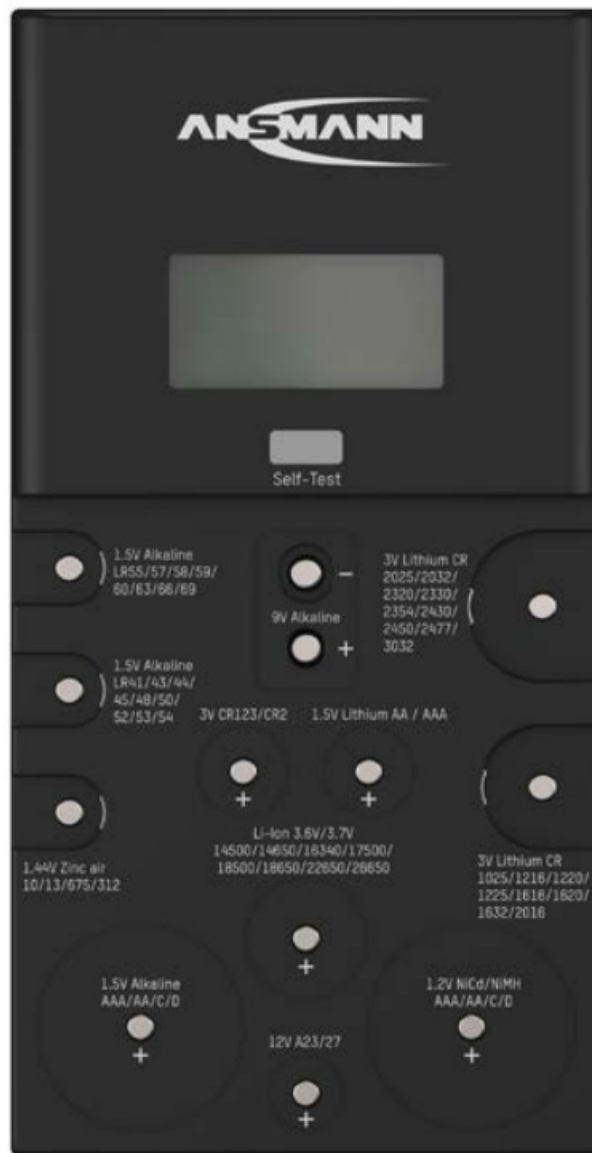 ANSMANN
Self-Test
1.5V Alkaline
LR55/57/58/59/
60/63/66/69
−
9V Alkaline
+
3V Lithium CR
2025/2032/
2320/2330/
2354/2430/
2450/2477/
3032
1.5V Alkaline
LR41/43/44/
45/48/50/
52/53/54
3V CR123/CR2
+
1.5V Lithium AA / AAA
+
1.44V Zinc air
10/13/675/312
Li-Ion 3.6V/3.7V
14500/14650/16340/17500/
18500/18650/22650/26650
+
3V Lithium CR
1025/1216/1220/
1225/1616/1620/
1632/2016
1.5V Alkaline
AAA/AA/C/D
+
12V A23/27
+
1.2V NiCd/NiMH
AAA/AA/C/D
+